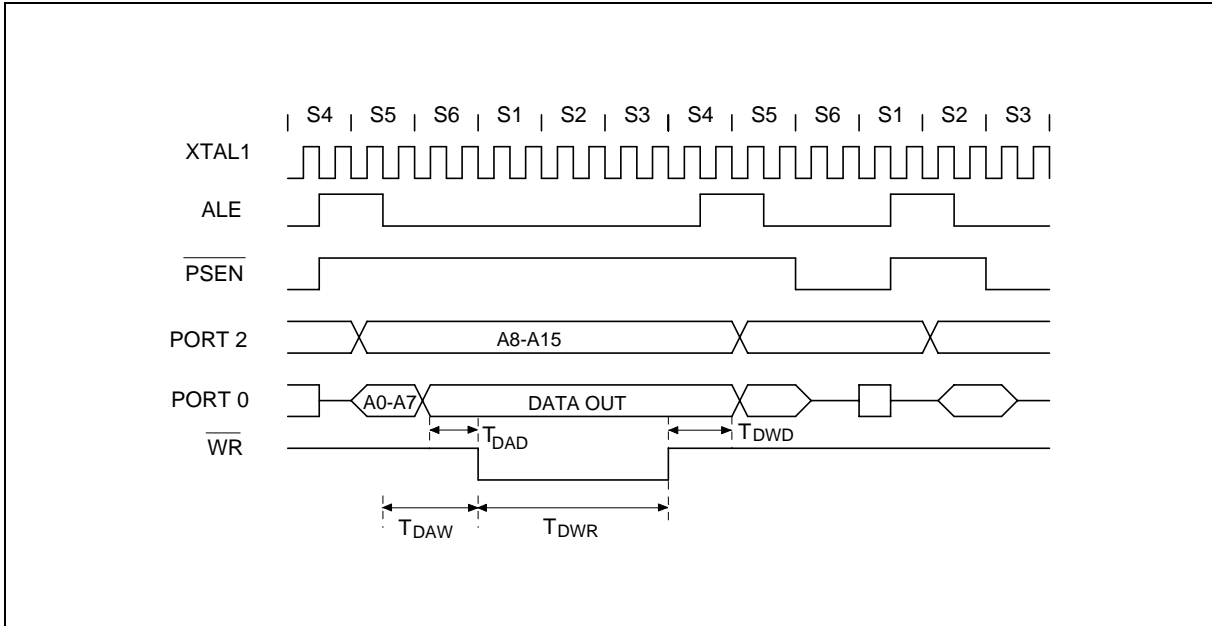 S4 S5 S6 S1 S2 S3 S4 S5 S6 S1 S2 S3
XTAL1
ALE
PSEN
PORT 2 A8-A15
PORT 0 A0-A7 DATA OUT
TDAD TDWD
WR
TDAW TDWR